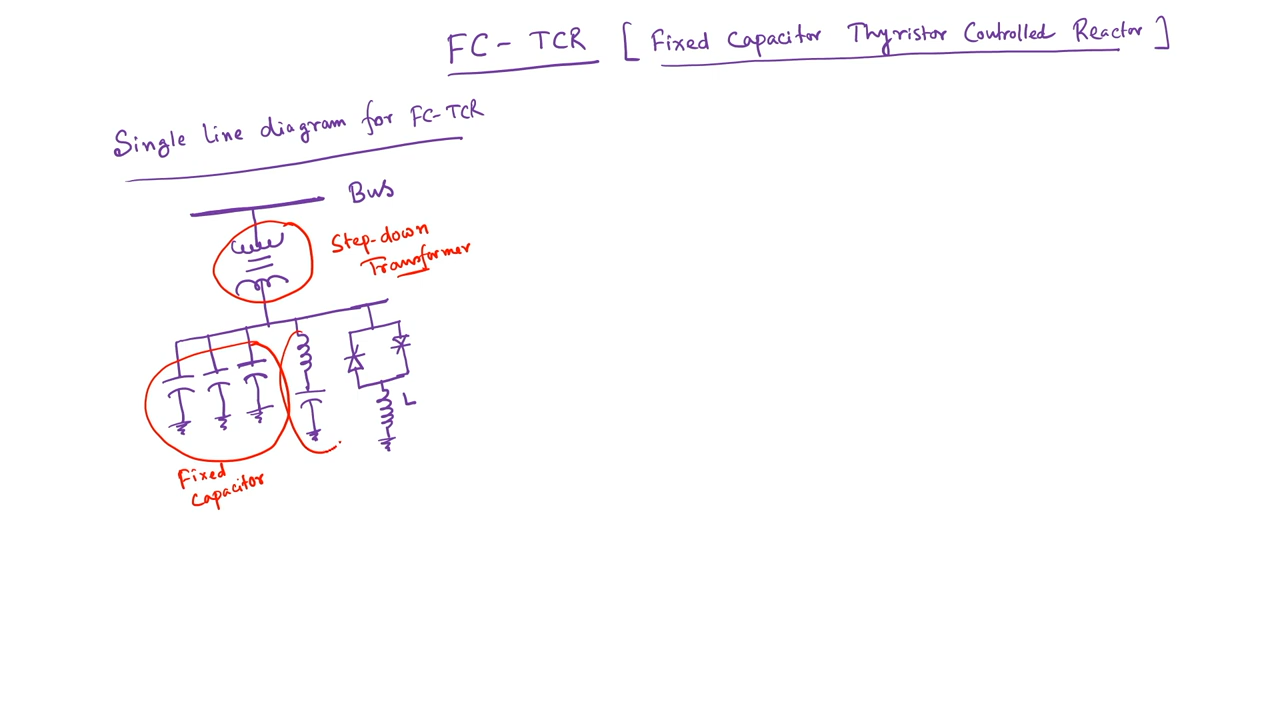 FC - TCR [Fixed Capacitor Thyristor Controlled Reactor]
Single line diagram for FC-TCR
Bus
Step-down
Transformer
L
Fixed
Capacitor